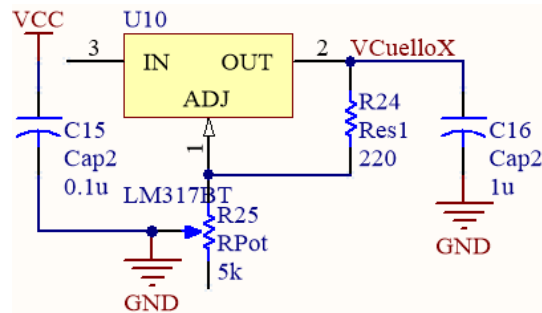 VCC
U10
3
IN
OUT
2
VCuelloX
ADJ
1
C15
Cap2
0.1u
R24
Res1
220
C16
Cap2
1u
LM317BT
R25
RPot
5k
GND
GND